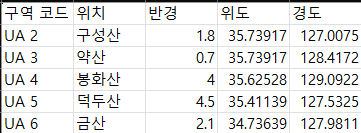 구역 코드 위치 반경 위도 경도
UA 2 구성산 1.8 35.73917 127.0075
UA 3 약산 0.7 35.73917 128.4172
UA 4 봉화산 4 35.62528 129.0922
UA 5 덕두산 4.5 35.41139 127.5325
UA 6 금산 2.1 34.73639 127.9811